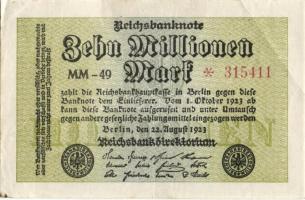 Reichsbanknote
Zehn Millionen
MM-49 Mark * 315411
zahlt die Reichsbankhauptkasse in Berlin gegen diese
Banknote dem Einlieferer. Vom 1. Oktober 1923 ab
kann diese Banknote aufgerufen und unter Umtausch
gegen andere gesetzliche Zahlungsmittel eingezogen werden
Berlin, den 22. August 1923
Reichsbankdirektorium